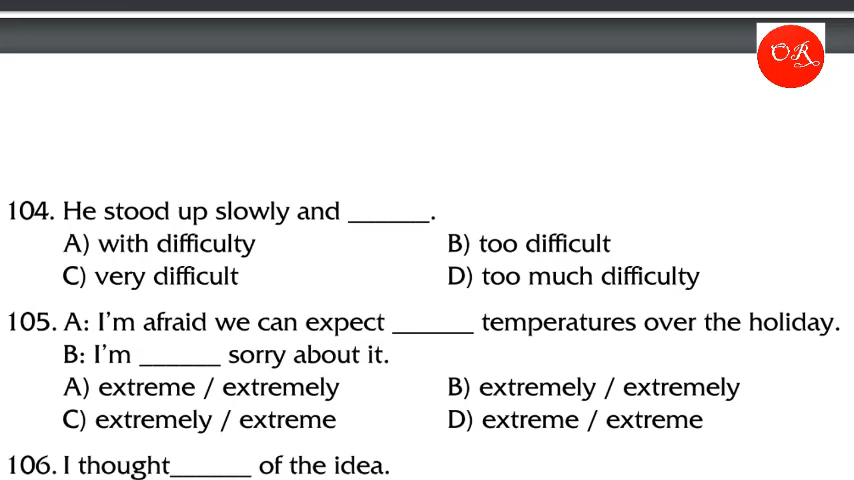 OR
104. He stood up slowly and ______.
A) with difficulty B) too difficult
C) very difficult D) too much difficulty
105. A: I'm afraid we can expect ______ temperatures over the holiday.
B: I'm ______ sorry about it.
A) extreme / extremely B) extremely / extremely
C) extremely / extreme D) extreme / extreme
106. I thought______ of the idea.